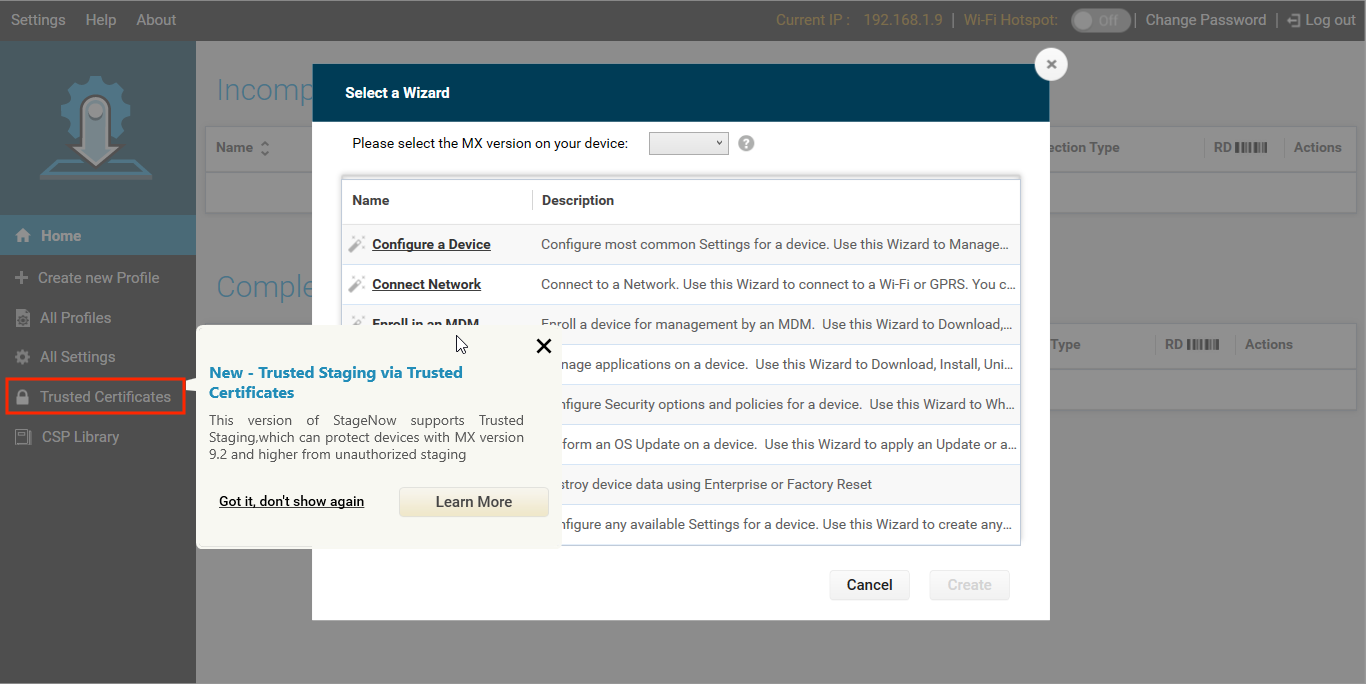 Settings Help About Current IP : 192.168.1.9 | Wi-Fi Hotspot: Off | Change Password | Log out
Incomp
Select a Wizard
Please select the MX version on your device: ?
Name ection Type RD Actions
Name Description
Configure a Device Configure most common Settings for a device. Use this Wizard to Manage...
Connect Network Connect to a Network. Use this Wizard to connect to a Wi-Fi or GPRS. You c...
Enroll in an MDM Enroll a device for management by an MDM. Use this Wizard to Download,...
nage applications on a device. Use this Wizard to Download, Install, Uni...
nfigure Security options and policies for a device. Use this Wizard to Wh...
form an OS Update on a device. Use this Wizard to apply an Update or a...
stroy device data using Enterprise or Factory Reset
nfigure any available Settings for a device. Use this Wizard to create any...
Cancel Create
Home
Create new Profile
All Profiles
All Settings
Trusted Certificates
CSP Library
Comple
Type RD Actions
New - Trusted Staging via Trusted
Certificates
This version of StageNow supports Trusted
Staging,which can protect devices with MX version
9.2 and higher from unauthorized staging
Got it, don't show again Learn More